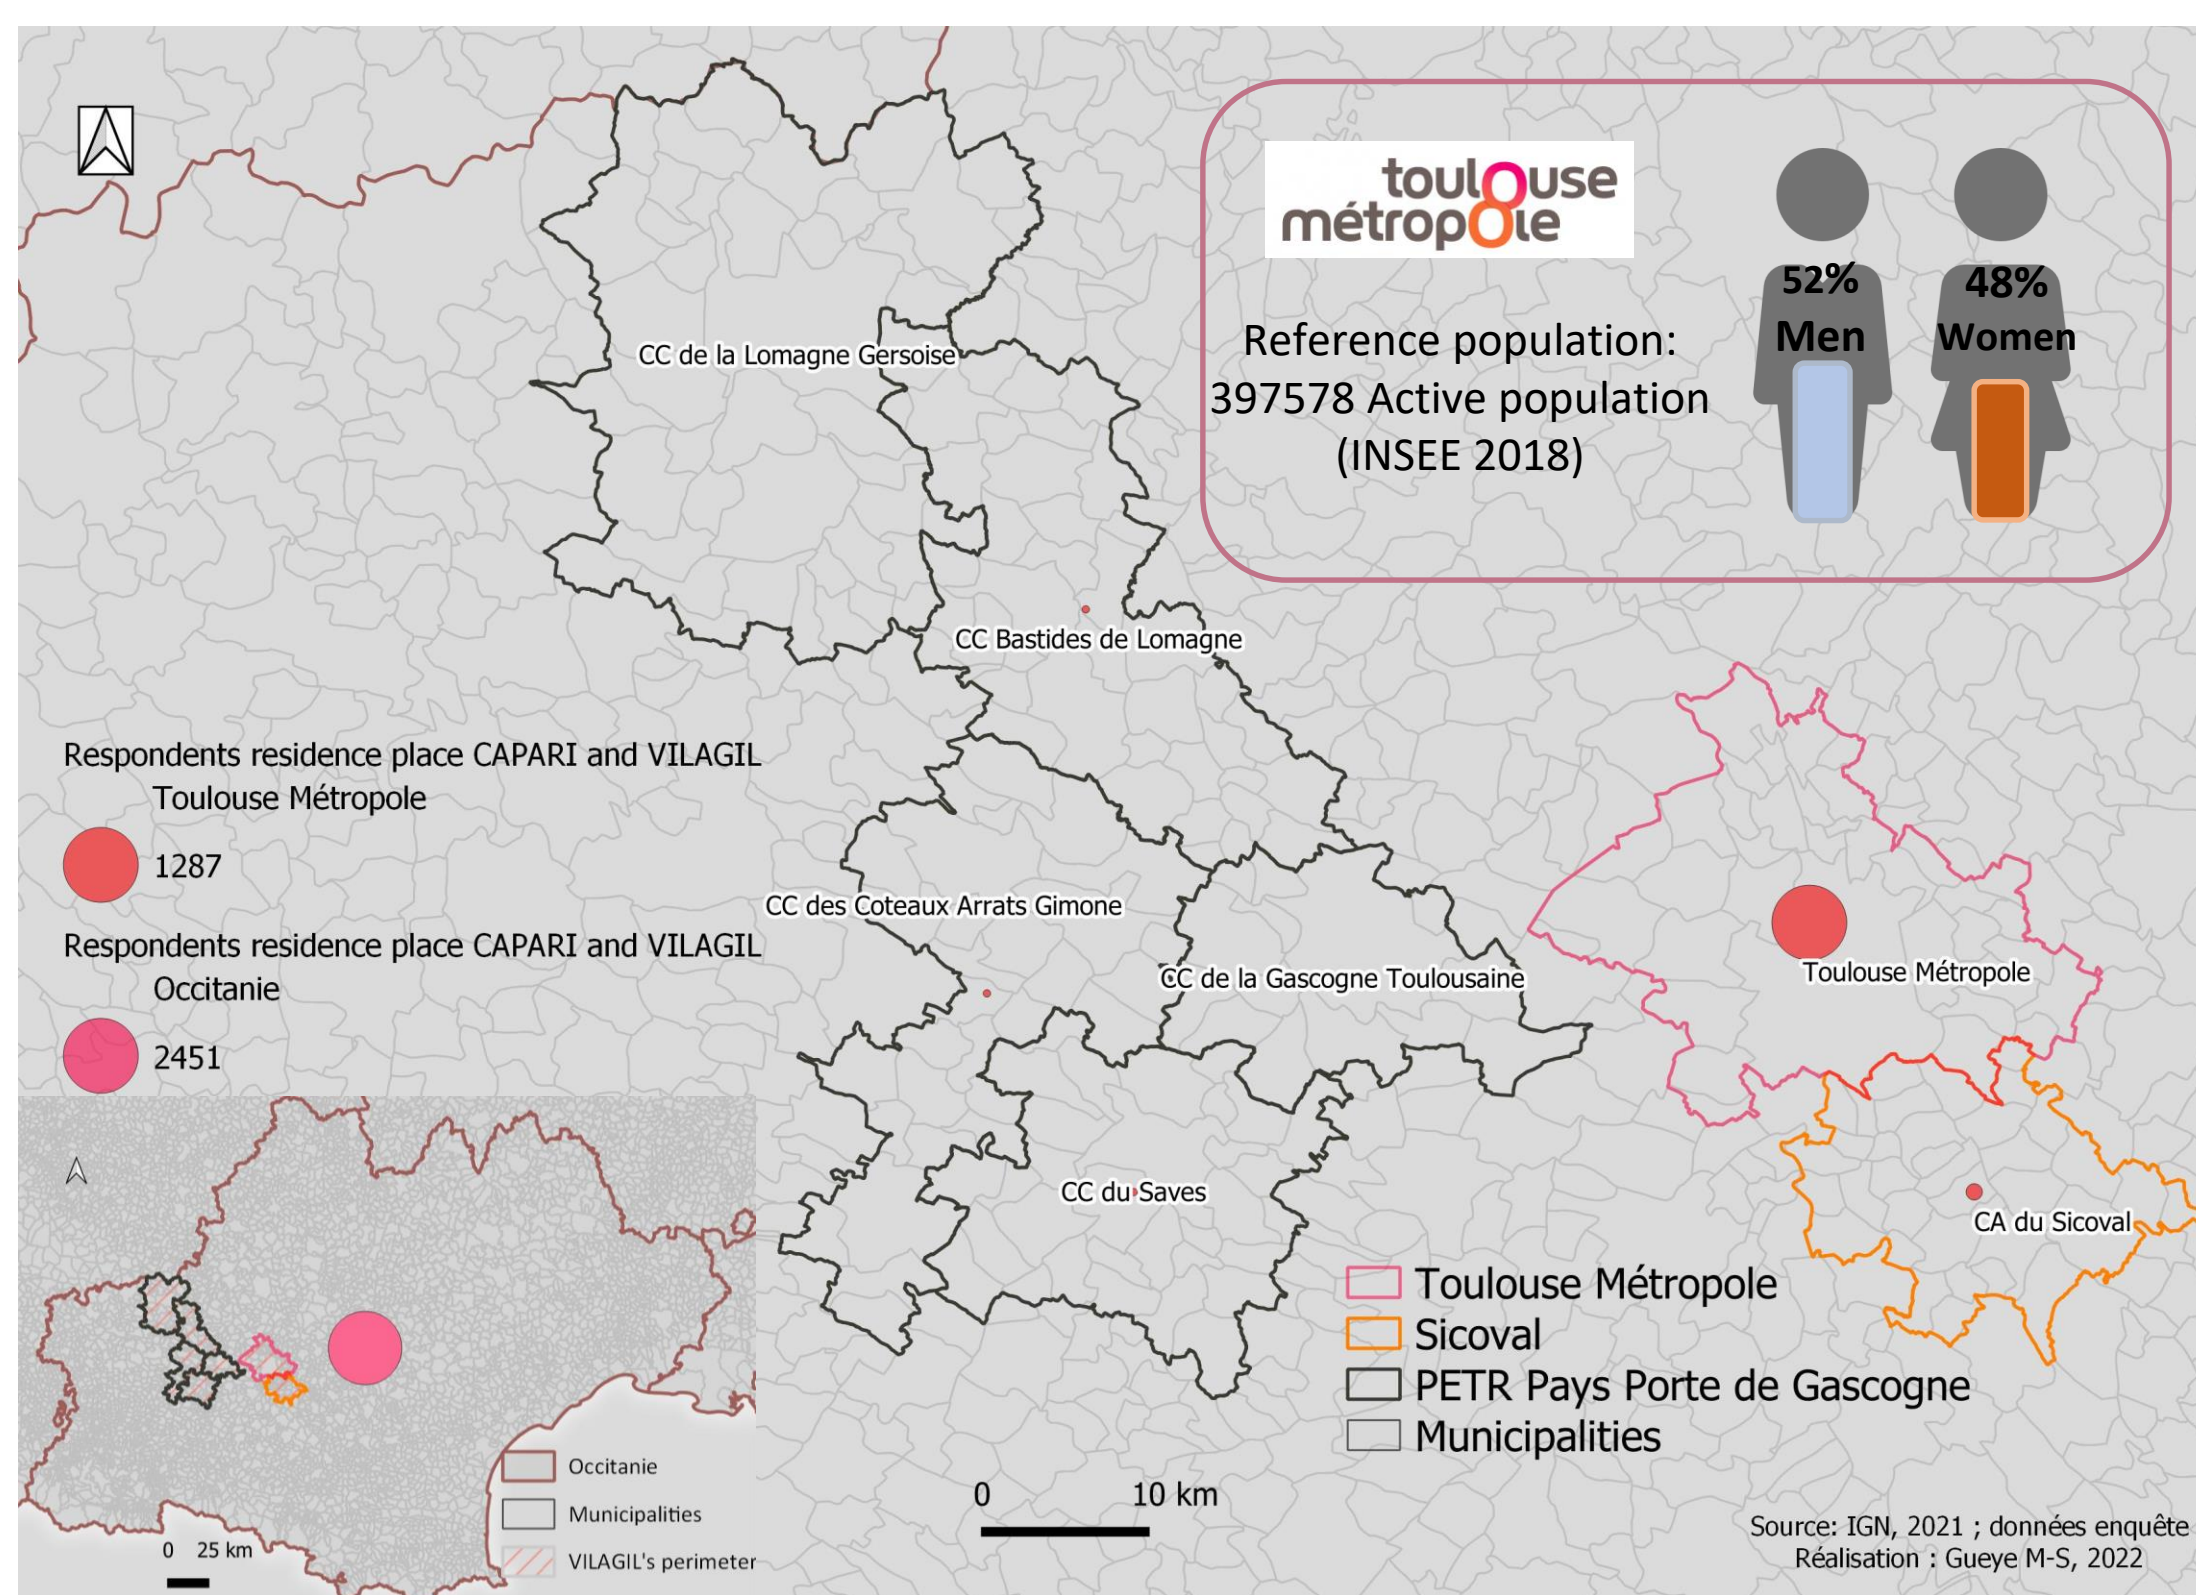 toulouse
métropole
Reference population:
397578 Active population
(INSEE 2018)
52%
Men
48%
Women
CC de la Lomagne Gersoise
CC Bastides de Lomagne
Respondents residence place CAPARI and VILAGIL
Toulouse Métropole
1287
Respondents residence place CAPARI and VILAGIL
Occitanie
2451
CC des Coteaux Arrats Gimone
CC de la Gascogne Toulousaine
Toulouse Métropole
CC du Saves
CA du Sicoval
Toulouse Métropole
Sicoval
PETR Pays Porte de Gascogne
Municipalities
Occitanie
Municipalities
VILAGIL's perimeter
0 25 km
0 10 km
Source: IGN, 2021 ; données enquête
Réalisation : Gueye M-S, 2022